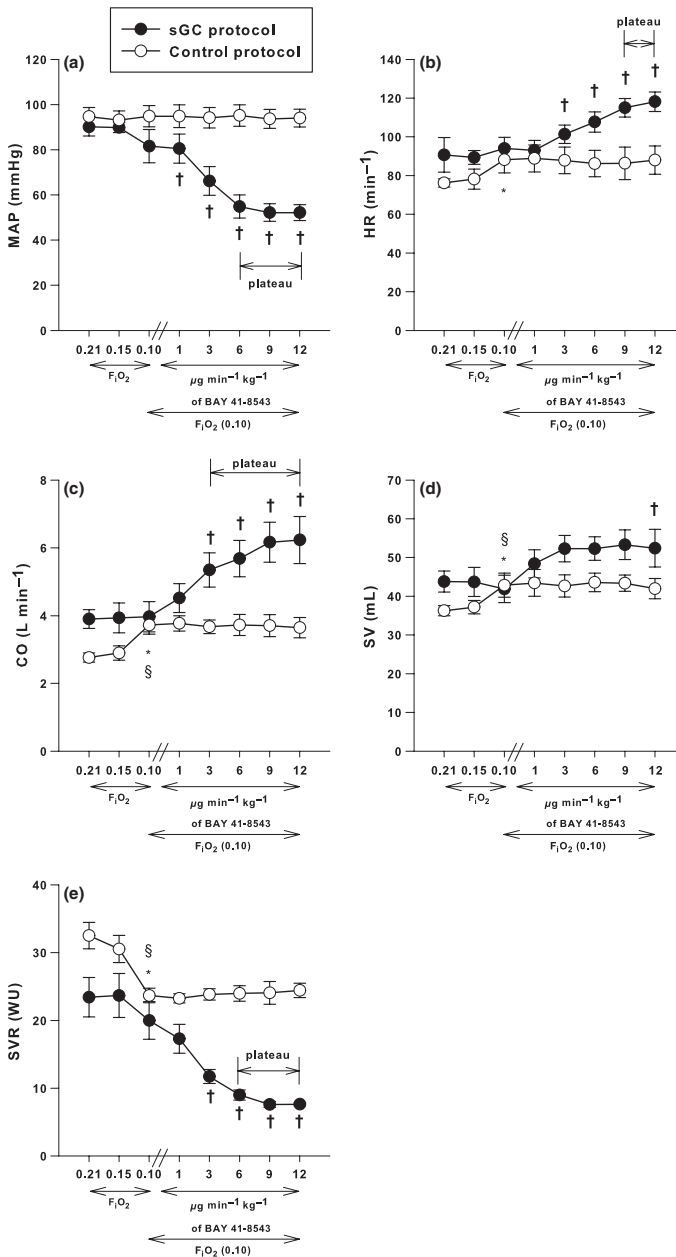 sGC protocol
Control protocol
(a)
120
100
80
60
40
20
0
MAP (mmHg)
† † † † †
plateau
0.21 0.15 0.10 1 3 6 9 12
FiO2
µg min–1 kg–1
of BAY 41-8543
FiO2 (0.10)
plateau
(b)
140
120
100
80
60
40
20
0
HR (min–1)
† † † †
*
0.21 0.15 0.10 1 3 6 9 12
FiO2
µg min–1 kg–1
of BAY 41-8543
FiO2 (0.10)
(c)
plateau
8
6
4
2
0
CO (L min–1)
† † † †
*
§
0.21 0.15 0.10 1 3 6 9 12
FiO2
µg min–1 kg–1
of BAY 41-8543
FiO2 (0.10)
(d)
70
60
50
40
30
20
10
0
SV (mL)
†
§
*
0.21 0.15 0.10 1 3 6 9 12
FiO2
µg min–1 kg–1
of BAY 41-8543
FiO2 (0.10)
(e)
40
30
20
10
0
SVR (WU)
§
*
plateau
† † † †
0.21 0.15 0.10 1 3 6 9 12
FiO2
µg min–1 kg–1
of BAY 41-8543
FiO2 (0.10)